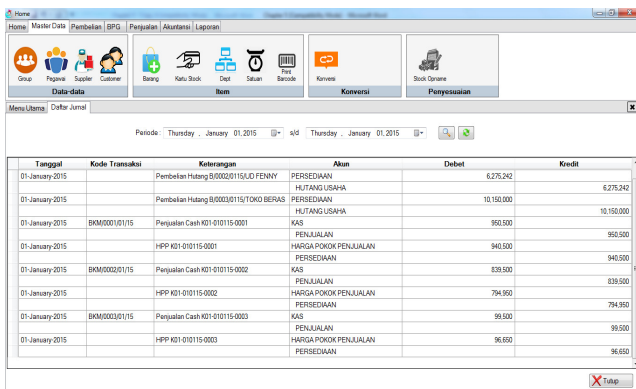 Home
Home Master Data Pembelian BPG Penjualan Akuntansi Laporan
Group Pegawai Supplier Customer Barang Kartu Stock Dept Satuan Print Barcode Konversi Stock Opname
Data-data Item Konversi Penyesuaian
Menu Utama Daftar Jurnal
Periode : Thursday , January 01, 2015 s/d Thursday , January 01, 2015
Tanggal Kode Transaksi Keterangan Akun Debet Kredit
01-January-2015 Pembelian Hutang B/0002/0115/UD FENNY PERSEDIAAN 6,275,242
HUTANG USAHA 6,275,242
01-January-2015 Pembelian Hutang B/0003/0115/TOKO BERAS PERSEDIAAN 10,150,000
HUTANG USAHA 10,150,000
01-January-2015 BKM/0001/01/15 Penjualan Cash K01-010115-0001 KAS 950,500
PENJUALAN 950,500
01-January-2015 HPP K01-010115-0001 HARGA POKOK PENJUALAN 940,500
PERSEDIAAN 940,500
01-January-2015 BKM/0002/01/15 Penjualan Cash K01-010115-0002 KAS 839,500
PENJUALAN 839,500
01-January-2015 HPP K01-010115-0002 HARGA POKOK PENJUALAN 794,950
PERSEDIAAN 794,950
01-January-2015 BKM/0003/01/15 Penjualan Cash K01-010115-0003 KAS 99,500
PENJUALAN 99,500
01-January-2015 HPP K01-010115-0003 HARGA POKOK PENJUALAN 96,650
PERSEDIAAN 96,650
Tutup